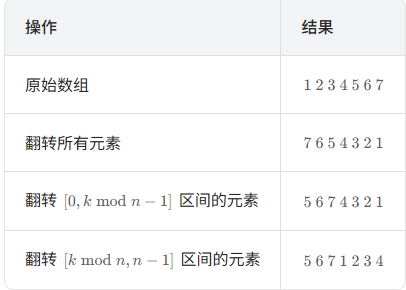 操作 结果
原始数组 1 2 3 4 5 6 7
翻转所有元素 7 6 5 4 3 2 1
翻转 [0, k mod n − 1] 区间的元素 5 6 7 4 3 2 1
翻转 [k mod n, n − 1] 区间的元素 5 6 7 1 2 3 4